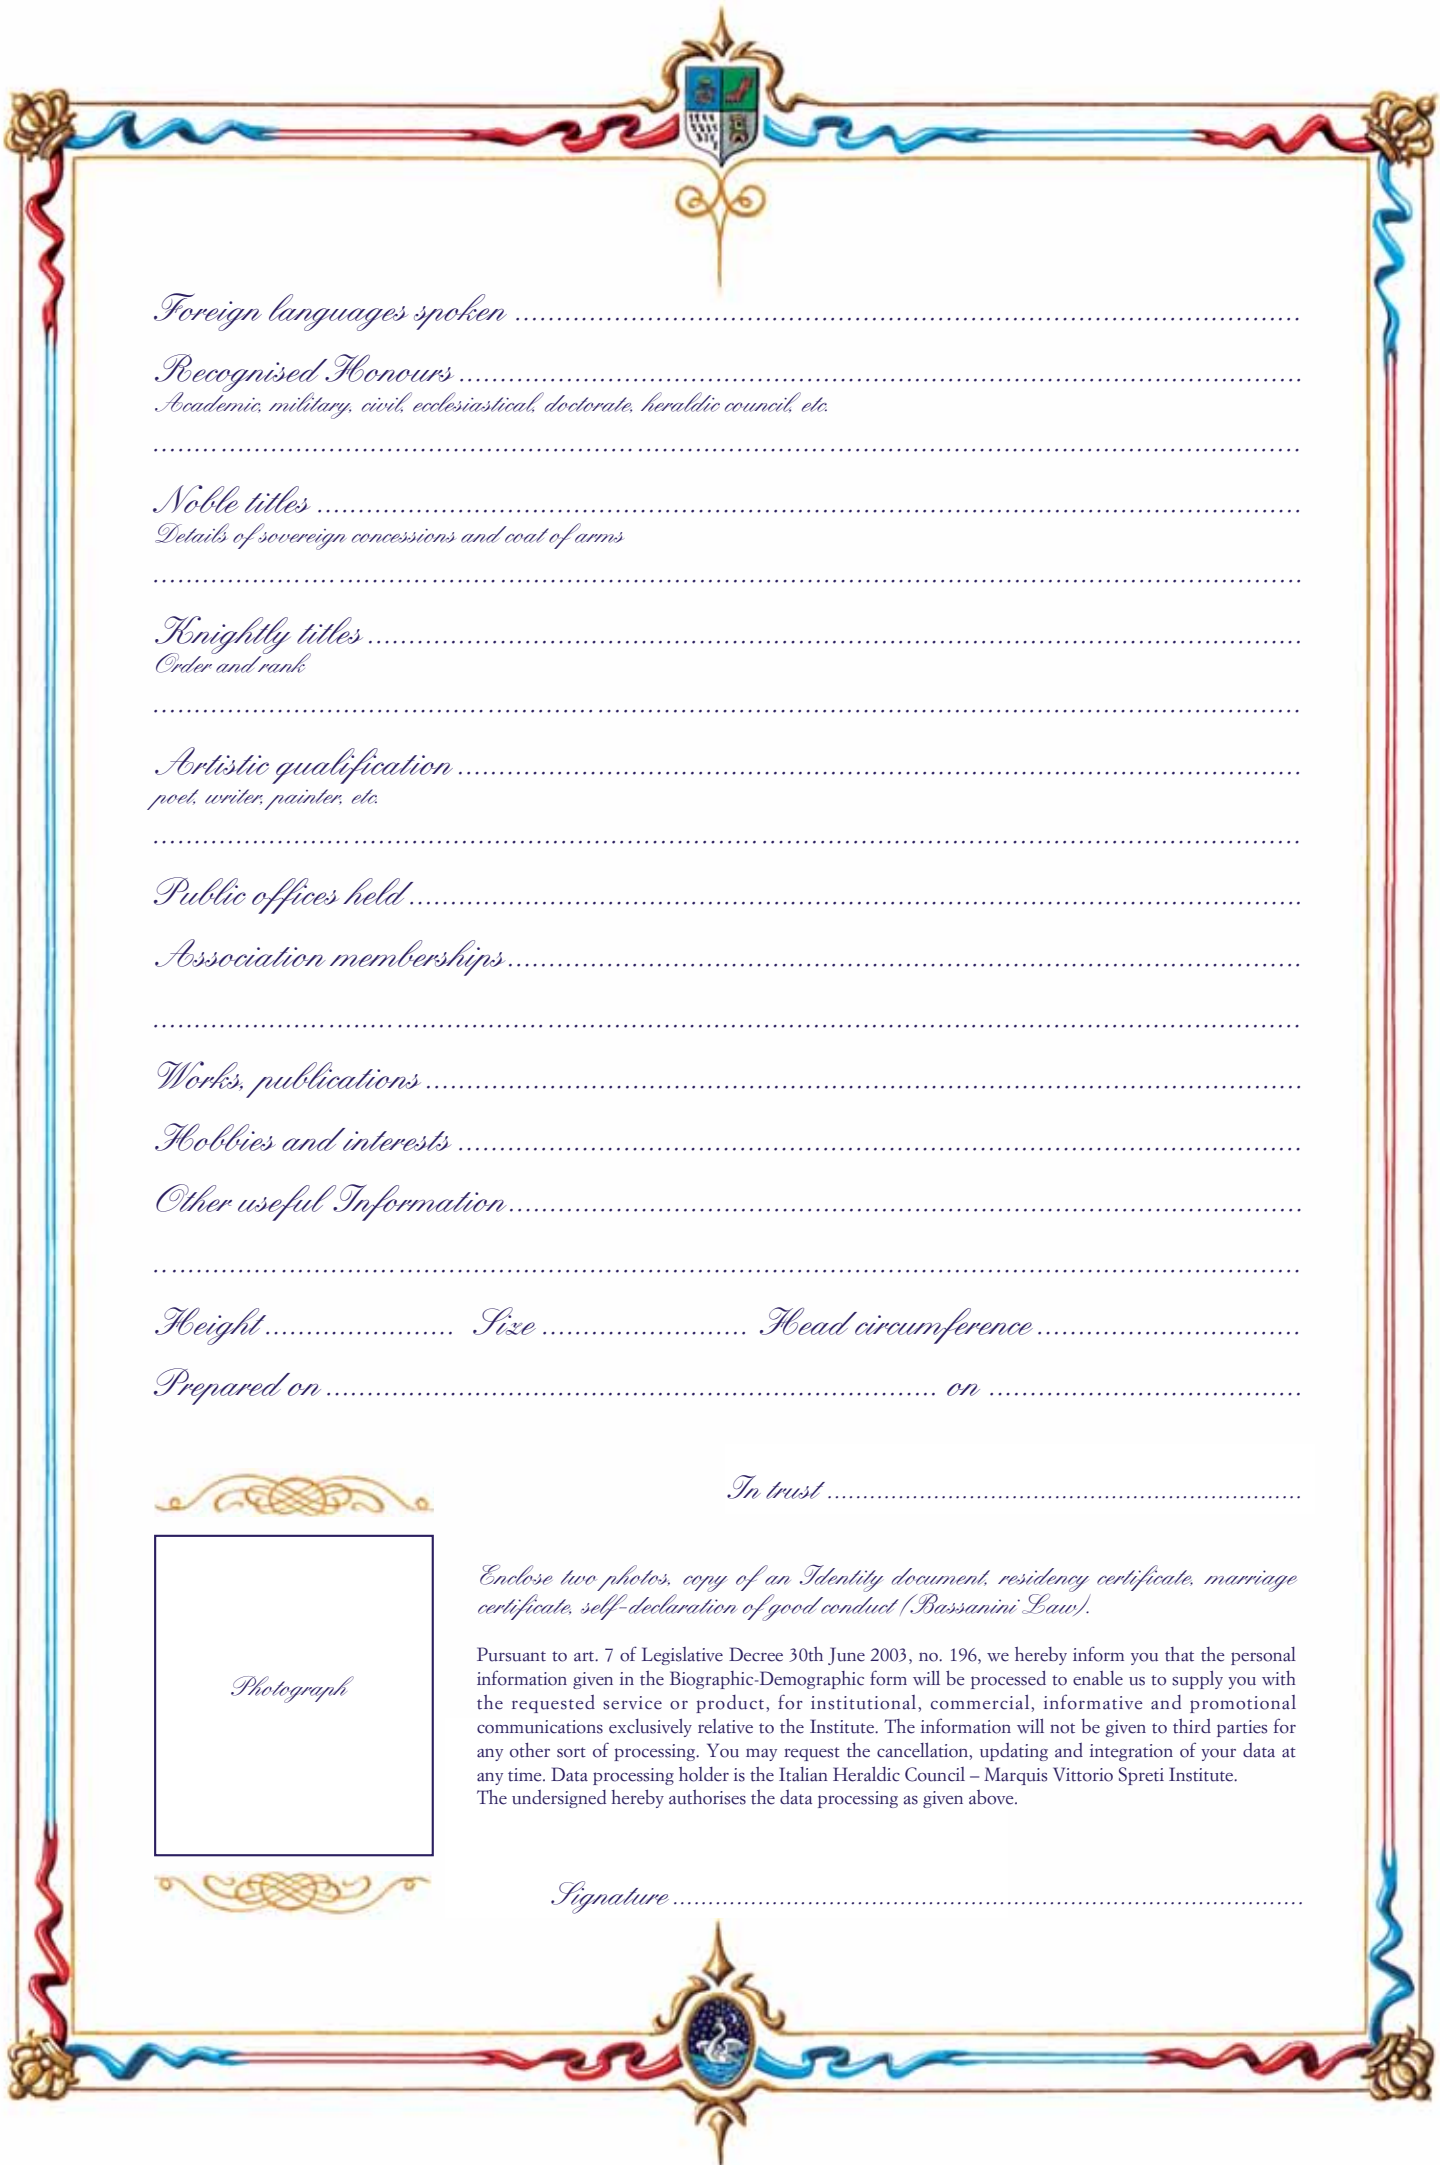 Foreign languages spoken ................................................................................................
Recognised Honours .......................................................................................................
Academic, military, civil, ecclesiastical, doctorate, heraldic council, etc.
............................................................................................................................................
Noble titles ........................................................................................................................
Details of sovereign concessions and coat of arms
............................................................................................................................................
Knightly titles ..................................................................................................................
Order and rank
............................................................................................................................................
Artistic qualification .......................................................................................................
poet, writer, painter, etc.
............................................................................................................................................
Public offices held .............................................................................................................
Association memberships .................................................................................................
............................................................................................................................................
Works, publications ...........................................................................................................
Hobbies and interests .......................................................................................................
Other useful Information .................................................................................................
............................................................................................................................................
Height ....................... Size ......................... Head circumference ................................
Prepared on .......................................................................... on ......................................
In trust ...................................................................
Enclose two photos, copy of an Identity document, residency certificate, marriage
certificate, self-declaration of good conduct (Bassanini Law).
Photograph
Pursuant to art. 7 of Legislative Decree 30th June 2003, no. 196, we hereby inform you that the personal
information given in the Biographic-Demographic form will be processed to enable us to supply you with
the requested service or product, for institutional, commercial, informative and promotional
communications exclusively relative to the Institute. The information will not be given to third parties for
any other sort of processing. You may request the cancellation, updating and integration of your data at
any time. Data processing holder is the Italian Heraldic Council – Marquis Vittorio Spreti Institute.
The undersigned hereby authorises the data processing as given above.
Signature .........................................................................................